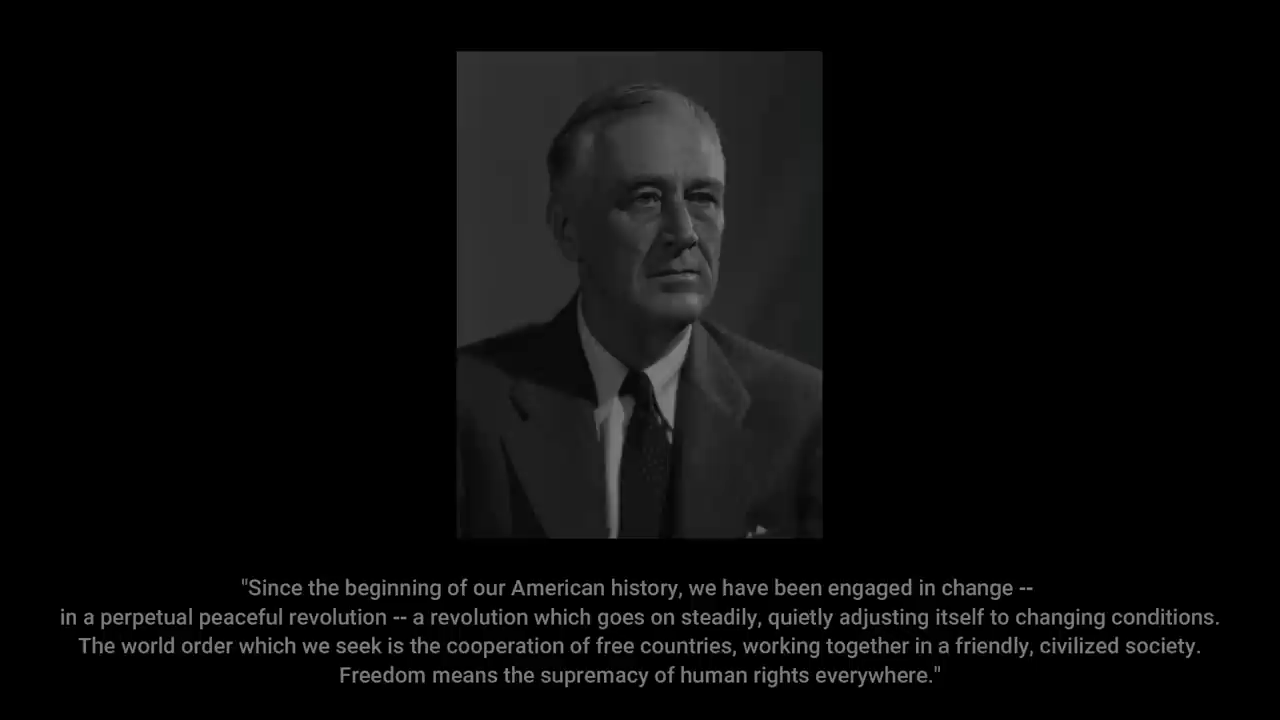 "Since the beginning of our American history, we have been engaged in change --
in a perpetual peaceful revolution -- a revolution which goes on steadily, quietly adjusting itself to changing conditions.
The world order which we seek is the cooperation of free countries, working together in a friendly, civilized society.
Freedom means the supremacy of human rights everywhere."